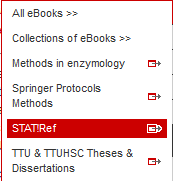 All eBooks >>
Collections of eBooks >>
Methods in enzymology
Springer Protocols
Methods
STAT!Ref
TTU & TTUHSC Theses &
Dissertations